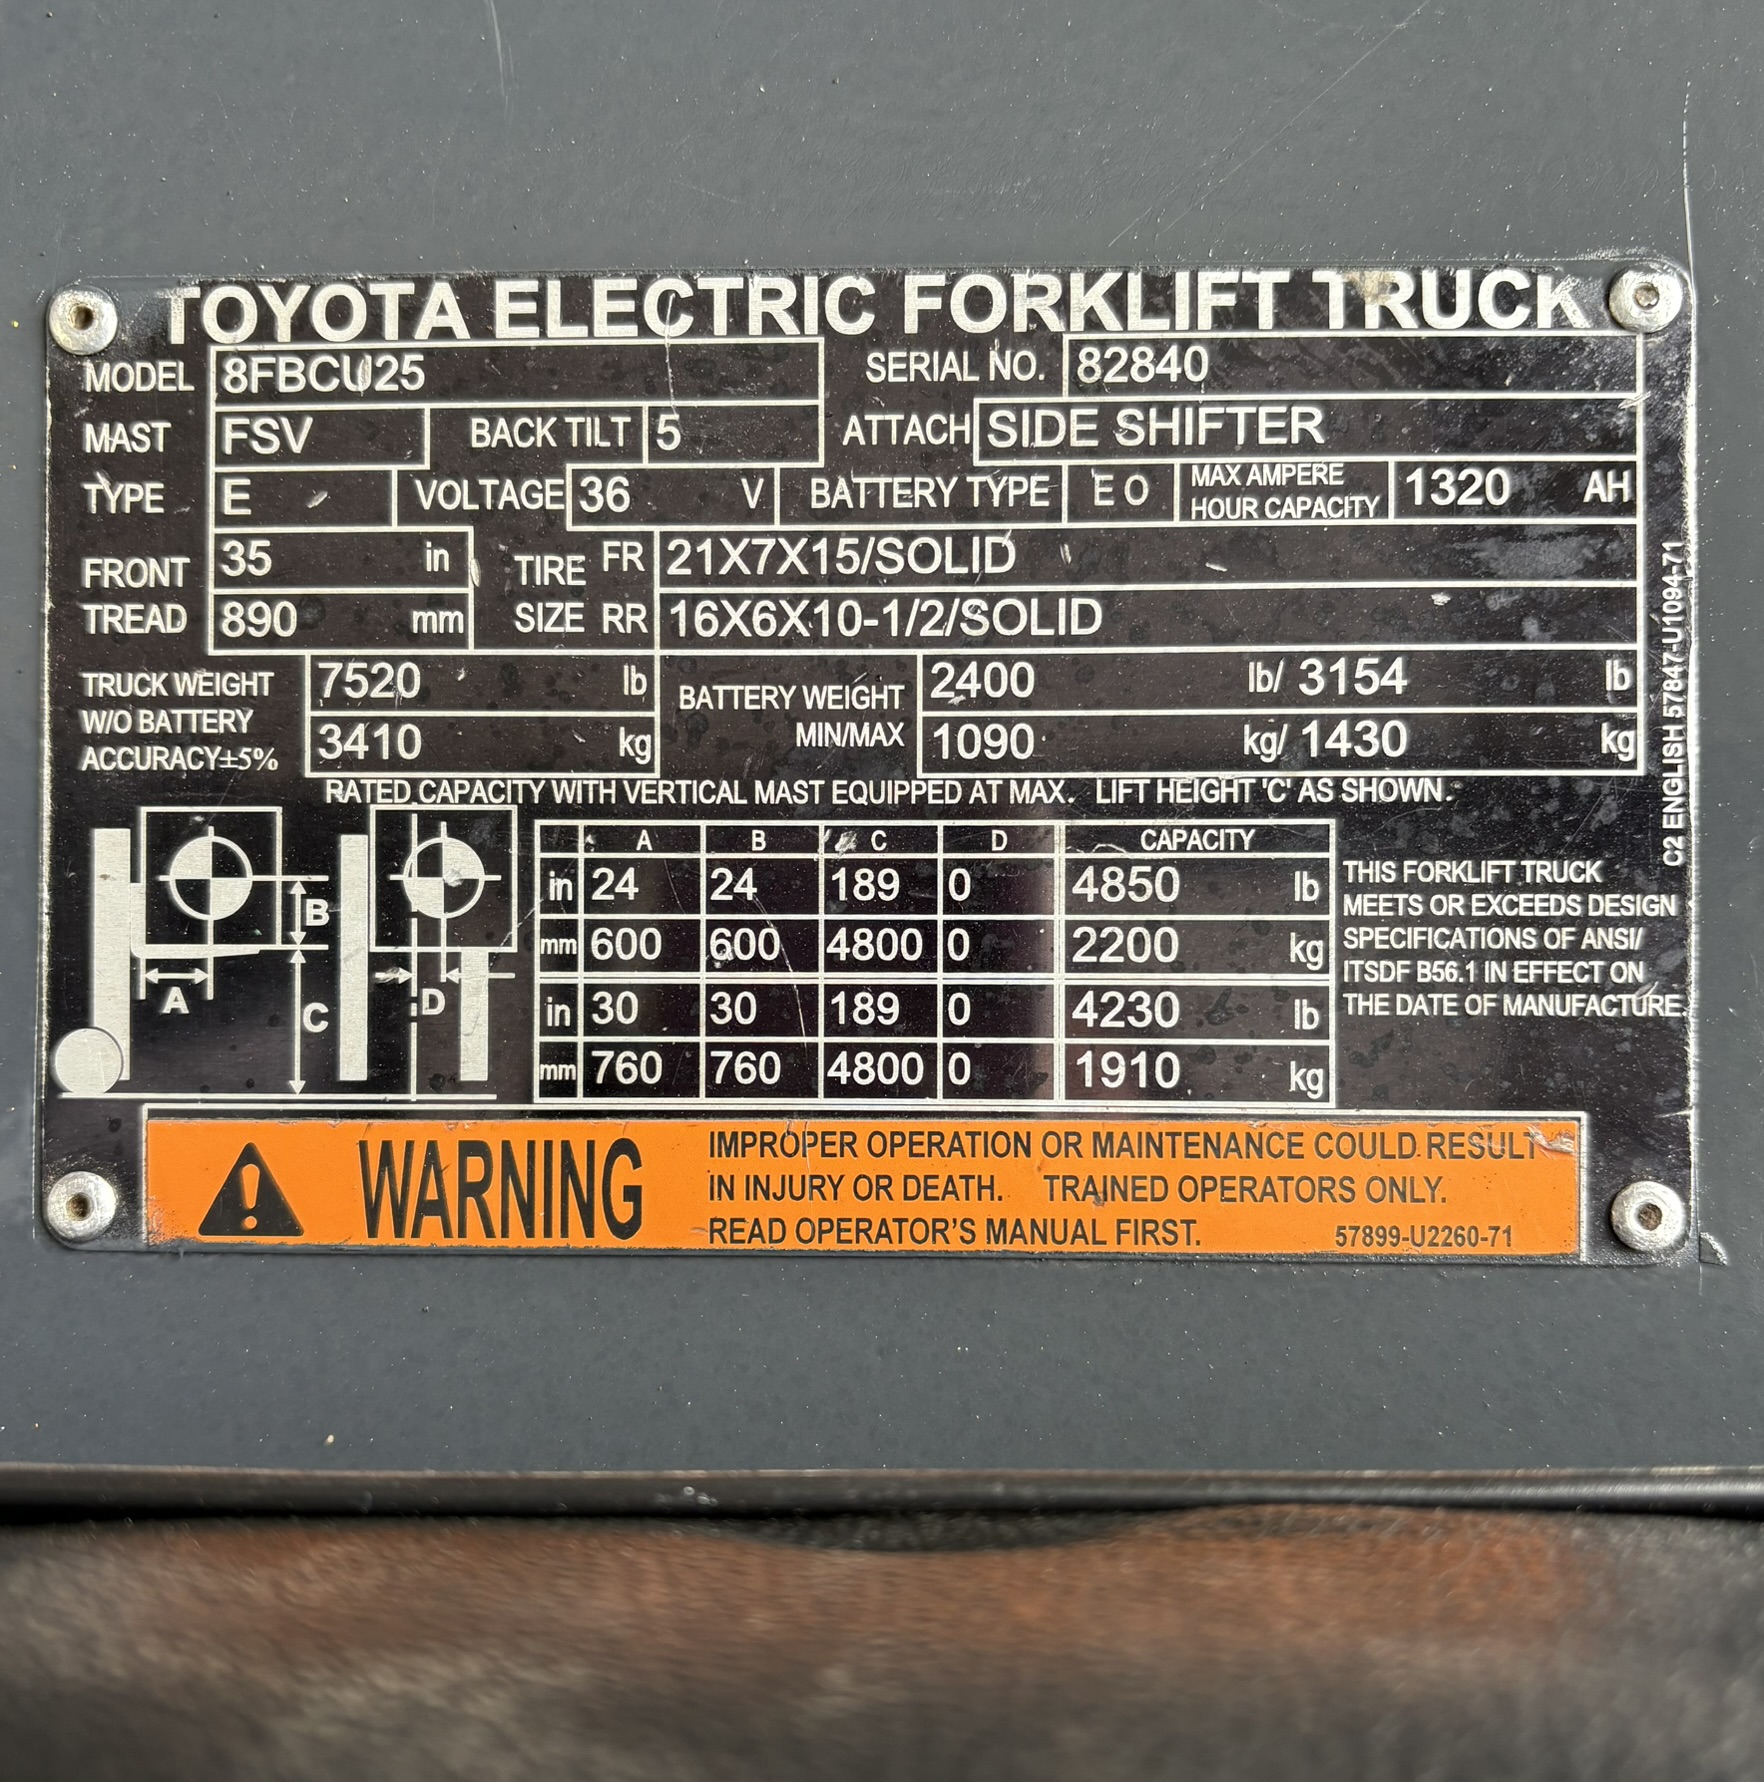 TOYOTA ELECTRIC FORKLIFT TRUCK
MODEL 8FBCU25 SERIAL NO. 82840
MAST FSV BACK TILT 5 ATTACH SIDE SHIFTER
TYPE E VOLTAGE 36 V BATTERY TYPE E O MAX AMPERE HOUR CAPACITY 1320 AH
FRONT TREAD 35 in TIRE SIZE FR 21X7X15/SOLID
890 mm RR 16X6X10-1/2/SOLID
TRUCK WEIGHT W/O BATTERY ACCURACY±5% 7520 lb BATTERY WEIGHT MIN/MAX 2400 lb/ 3154 lb
3410 kg 1090 kg/ 1430 kg
RATED CAPACITY WITH VERTICAL MAST EQUIPPED AT MAX. LIFT HEIGHT 'C' AS SHOWN.
A B C D
A B C D CAPACITY
in 24 24 189 0 4850 lb
mm 600 600 4800 0 2200 kg
in 30 30 189 0 4230 lb
mm 760 760 4800 0 1910 kg
THIS FORKLIFT TRUCK
MEETS OR EXCEEDS DESIGN
SPECIFICATIONS OF ANSI/
ITSDF B56.1 IN EFFECT ON
THE DATE OF MANUFACTURE.
C2 ENGLISH 57847-U1094-71
WARNING
IMPROPER OPERATION OR MAINTENANCE COULD RESULT
IN INJURY OR DEATH. TRAINED OPERATORS ONLY.
READ OPERATOR'S MANUAL FIRST. 57899-U2260-71